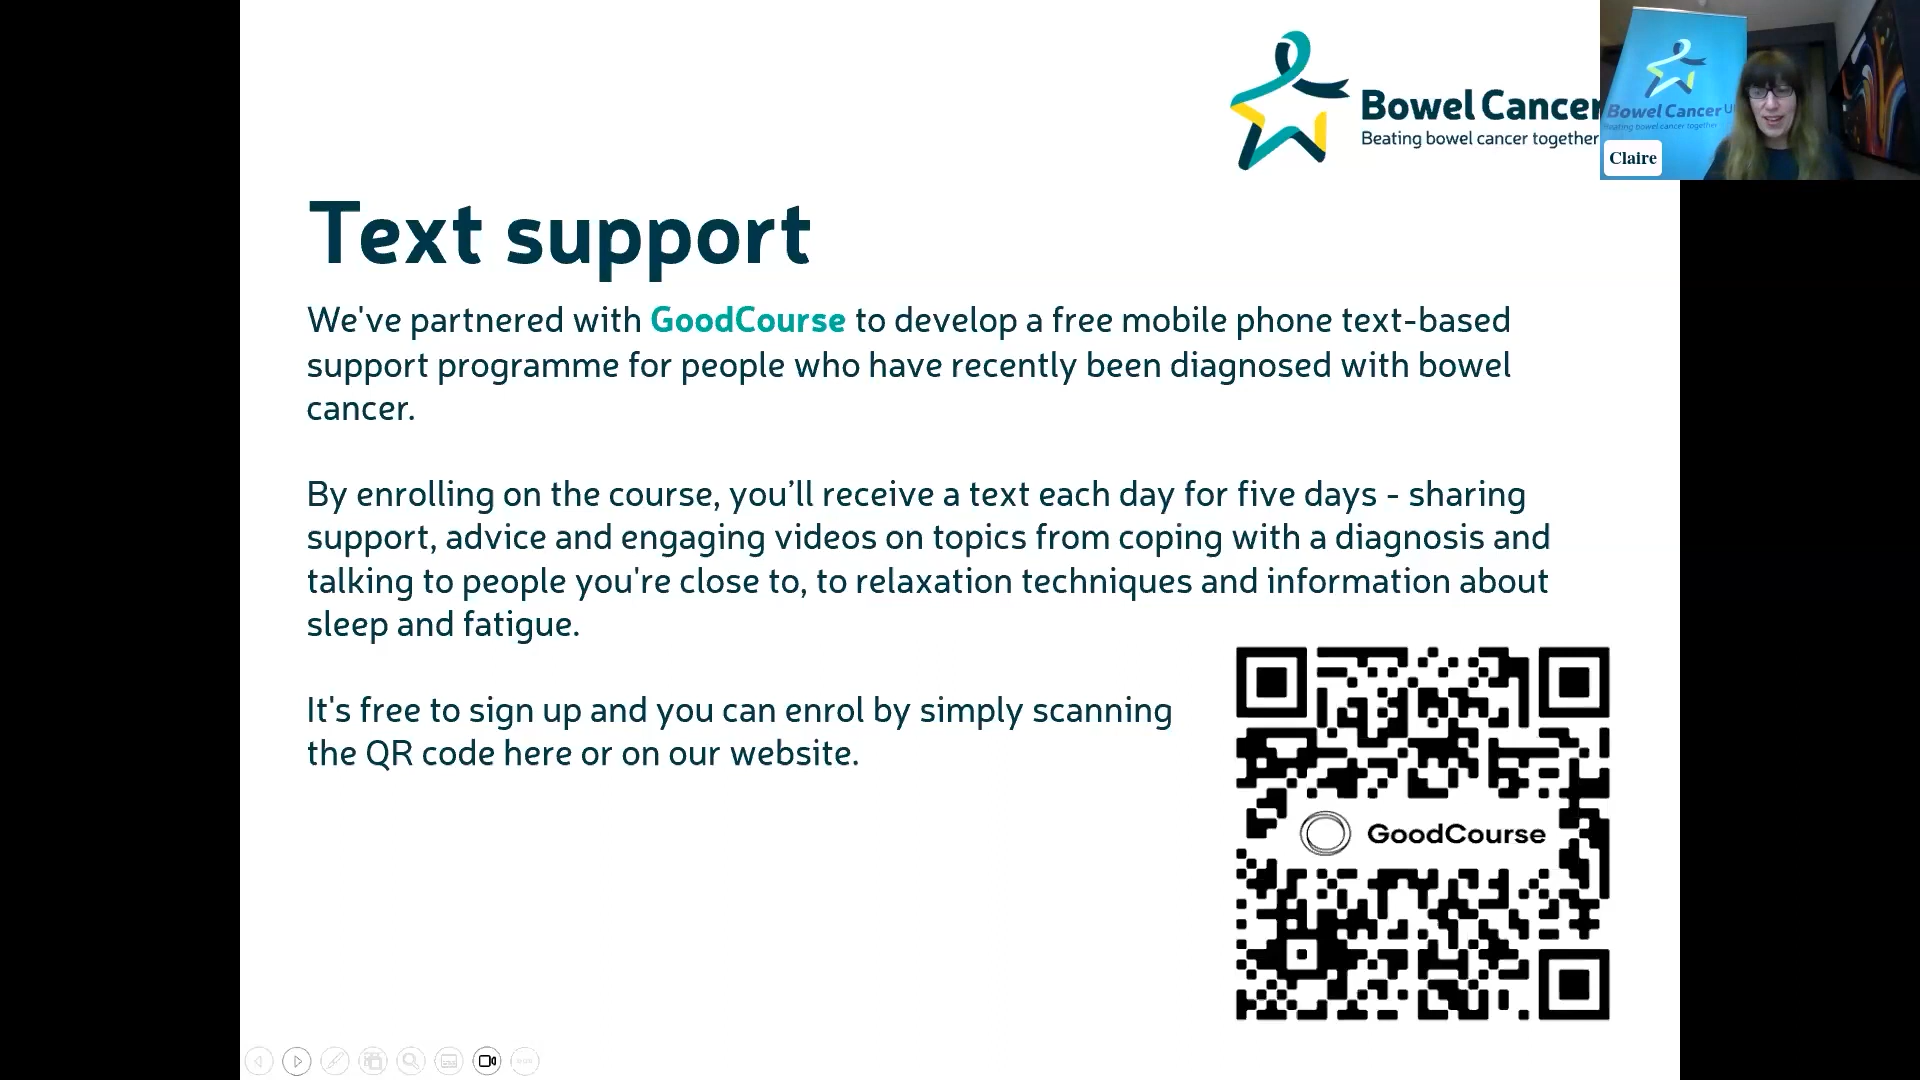 Bowel Cancer
Beating bowel cancer together
Bowel Cancer U
Beating bowel cancer together
Claire
Text support
We've partnered with GoodCourse to develop a free mobile phone text-based
support programme for people who have recently been diagnosed with bowel
cancer.
By enrolling on the course, you’ll receive a text each day for five days - sharing
support, advice and engaging videos on topics from coping with a diagnosis and
talking to people you're close to, to relaxation techniques and information about
sleep and fatigue.
It's free to sign up and you can enrol by simply scanning
the QR code here or on our website.
GoodCourse